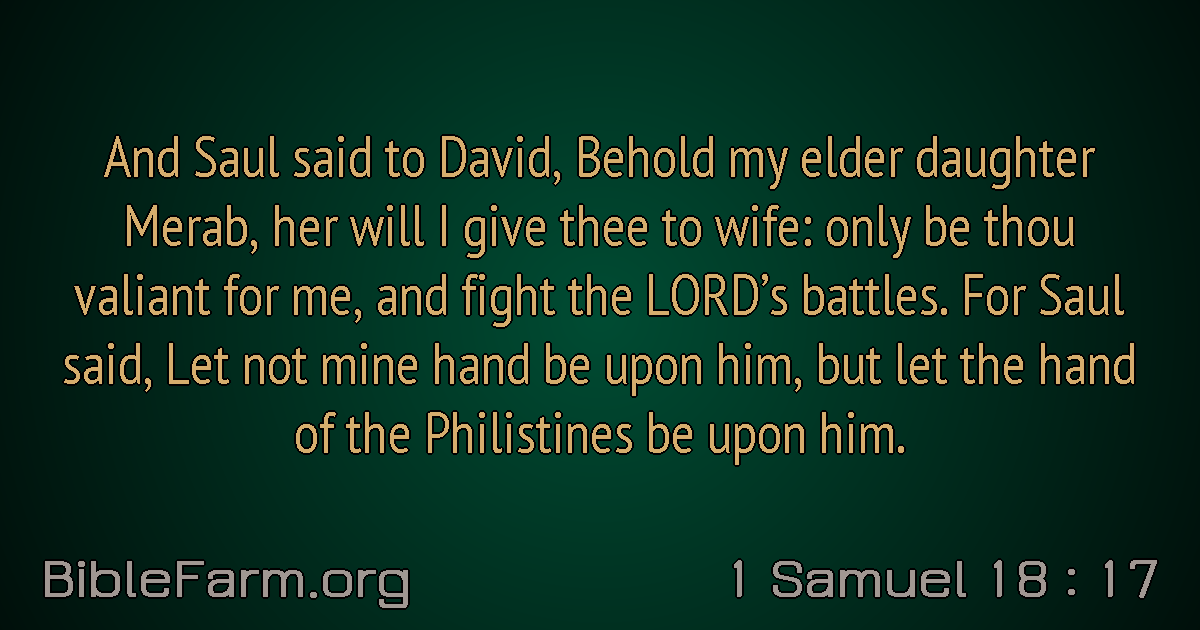 And Saul said to David, Behold my elder daughter
Merab, her will I give thee to wife: only be thou
valiant for me, and fight the LORD’s battles. For Saul
said, Let not mine hand be upon him, but let the hand
of the Philistines be upon him.
BibleFarm.org
1 Samuel 18 : 17